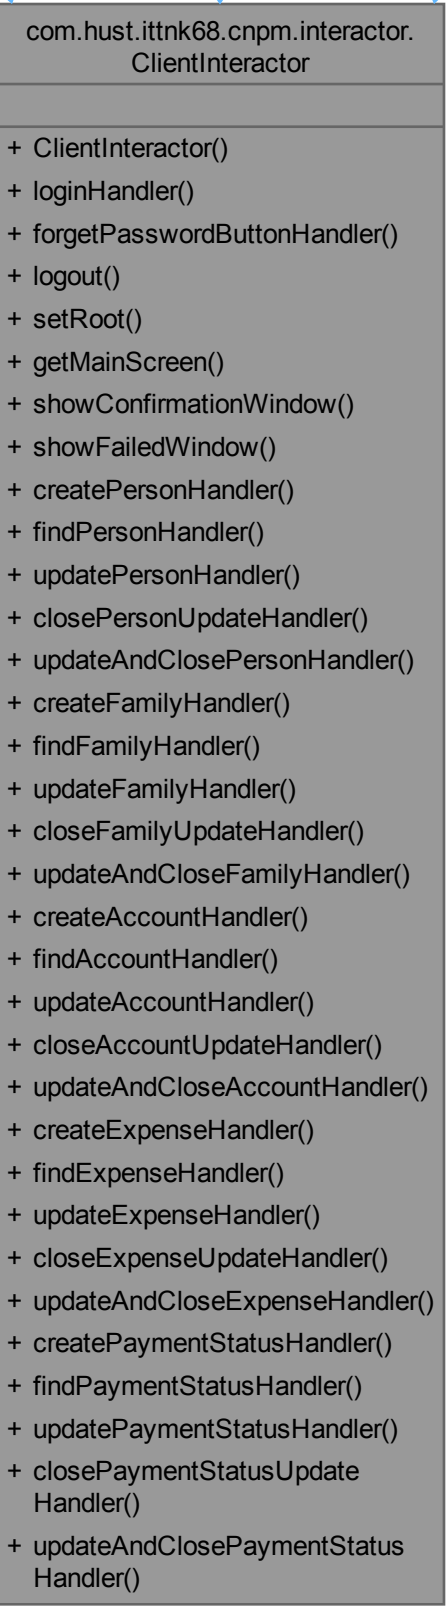 com.hust.ittnk68.cnpm.interactor.
ClientInteractor
+ ClientInteractor()
+ loginHandler()
+ forgetPasswordButtonHandler()
+ logout()
+ setRoot()
+ getMainScreen()
+ showConfirmationWindow()
+ showFailedWindow()
+ createPersonHandler()
+ findPersonHandler()
+ updatePersonHandler()
+ closePersonUpdateHandler()
+ updateAndClosePersonHandler()
+ createFamilyHandler()
+ findFamilyHandler()
+ updateFamilyHandler()
+ closeFamilyUpdateHandler()
+ updateAndCloseFamilyHandler()
+ createAccountHandler()
+ findAccountHandler()
+ updateAccountHandler()
+ closeAccountUpdateHandler()
+ updateAndCloseAccountHandler()
+ createExpenseHandler()
+ findExpenseHandler()
+ updateExpenseHandler()
+ closeExpenseUpdateHandler()
+ updateAndCloseExpenseHandler()
+ createPaymentStatusHandler()
+ findPaymentStatusHandler()
+ updatePaymentStatusHandler()
+ closePaymentStatusUpdate
Handler()
+ updateAndClosePaymentStatus
Handler()